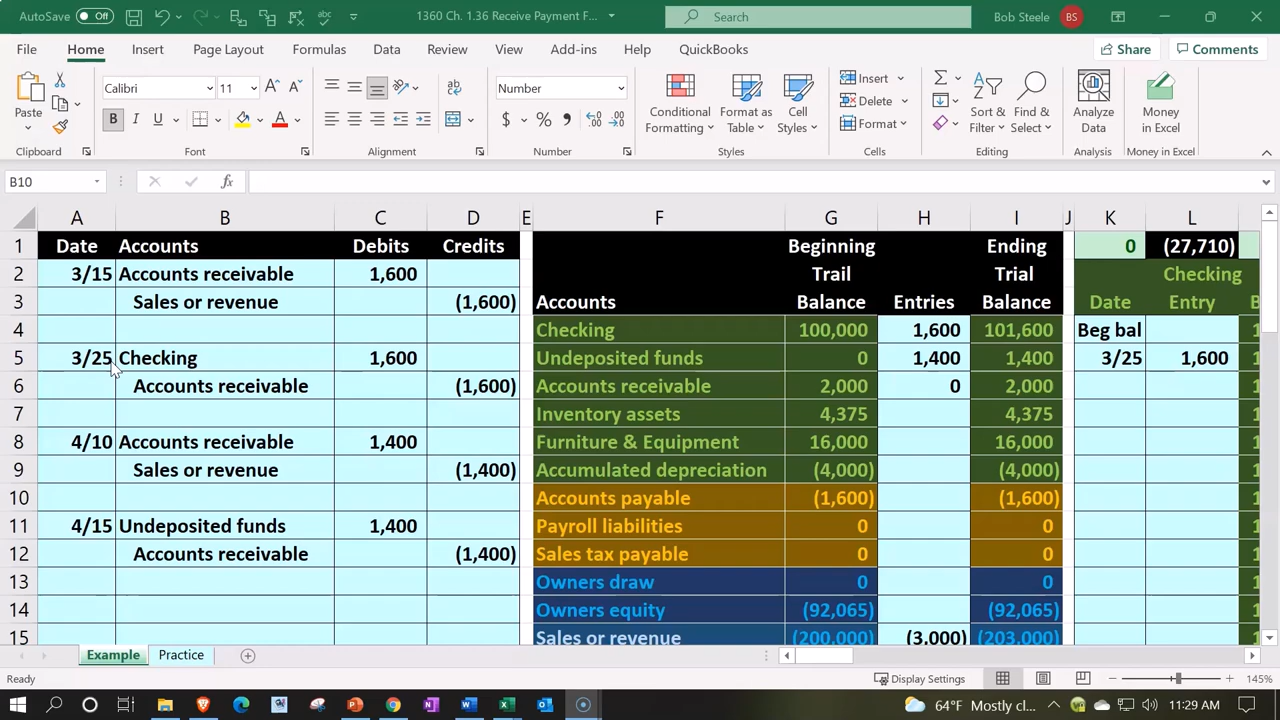 AutoSave Off 1360 Ch. 1.36 Receive Payment F... Search Bob Steele BS
File Home Insert Page Layout Formulas Data Review View Add-ins Help QuickBooks Share Comments
Paste Calibri 11 Number Conditional Formatting Format as Table Cell Styles Insert Delete Format Sort & Filter Find & Select Analyze Data Money in Excel
Clipboard Font Alignment Number Styles Cells Editing Analysis Money in Excel
B10 fx
A B C D E F G H I J K L
1 Date Accounts Debits Credits Beginning Ending 0 (27,710)
2 3/15 Accounts receivable 1,600 Trail Trial Checking
3 Sales or revenue (1,600) Accounts Balance Entries Balance Date Entry B
4 Checking 100,000 1,600 101,600 Beg bal 1
5 3/25 Checking 1,600 Undeposited funds 0 1,400 1,400 3/25 1,600 1
6 Accounts receivable (1,600) Accounts receivable 2,000 0 2,000
7 Inventory assets 4,375 4,375
8 4/10 Accounts receivable 1,400 Furniture & Equipment 16,000 16,000
9 Sales or revenue (1,400) Accumulated depreciation (4,000) (4,000)
10 Accounts payable (1,600) (1,600)
11 4/15 Undeposited funds 1,400 Payroll liabilities 0 0
12 Accounts receivable (1,400) Sales tax payable 0 0
13 Owners draw 0 0
14 Owners equity (92,065) (92,065)
15 Sales or revenue (200,000) (3,000) (203,000)
Example Practice
Ready Display Settings 145%
64°F Mostly cl... 11:29 AM